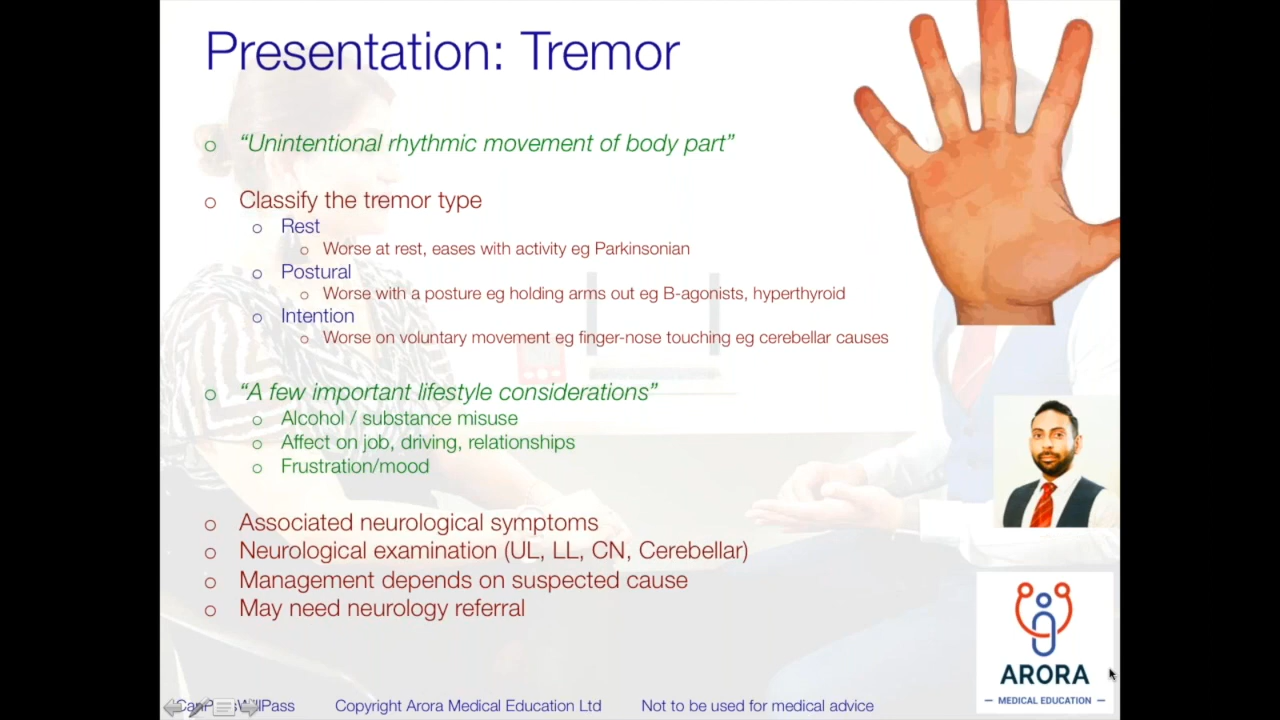 Presentation: Tremor
“Unintentional rhythmic movement of body part”
Classify the tremor type
Rest
Worse at rest, eases with activity eg Parkinsonian
Postural
Worse with a posture eg holding arms out eg B-agonists, hyperthyroid
Intention
Worse on voluntary movement eg finger-nose touching eg cerebellar causes
“A few important lifestyle considerations”
Alcohol / substance misuse
Affect on job, driving, relationships
Frustration/mood
Associated neurological symptoms
Neurological examination (UL, LL, CN, Cerebellar)
Management depends on suspected cause
May need neurology referral
ARORA
MEDICAL EDUCATION
Copyright Arora Medical Education Ltd
Not to be used for medical advice